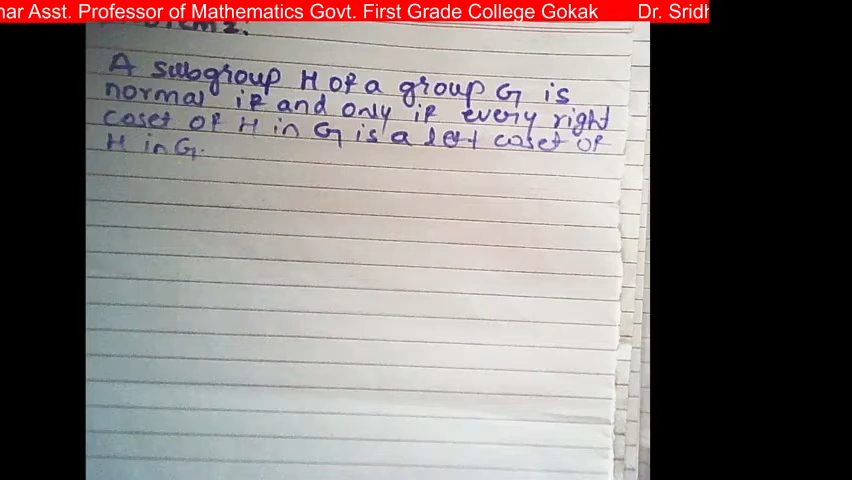 nar Asst. Professor of Mathematics Govt. First Grade College Gokak Dr. Sridh
2.
A subgroup H of a group G is
normal if and only if every right
coset of H in G is a left coset of
H in G.